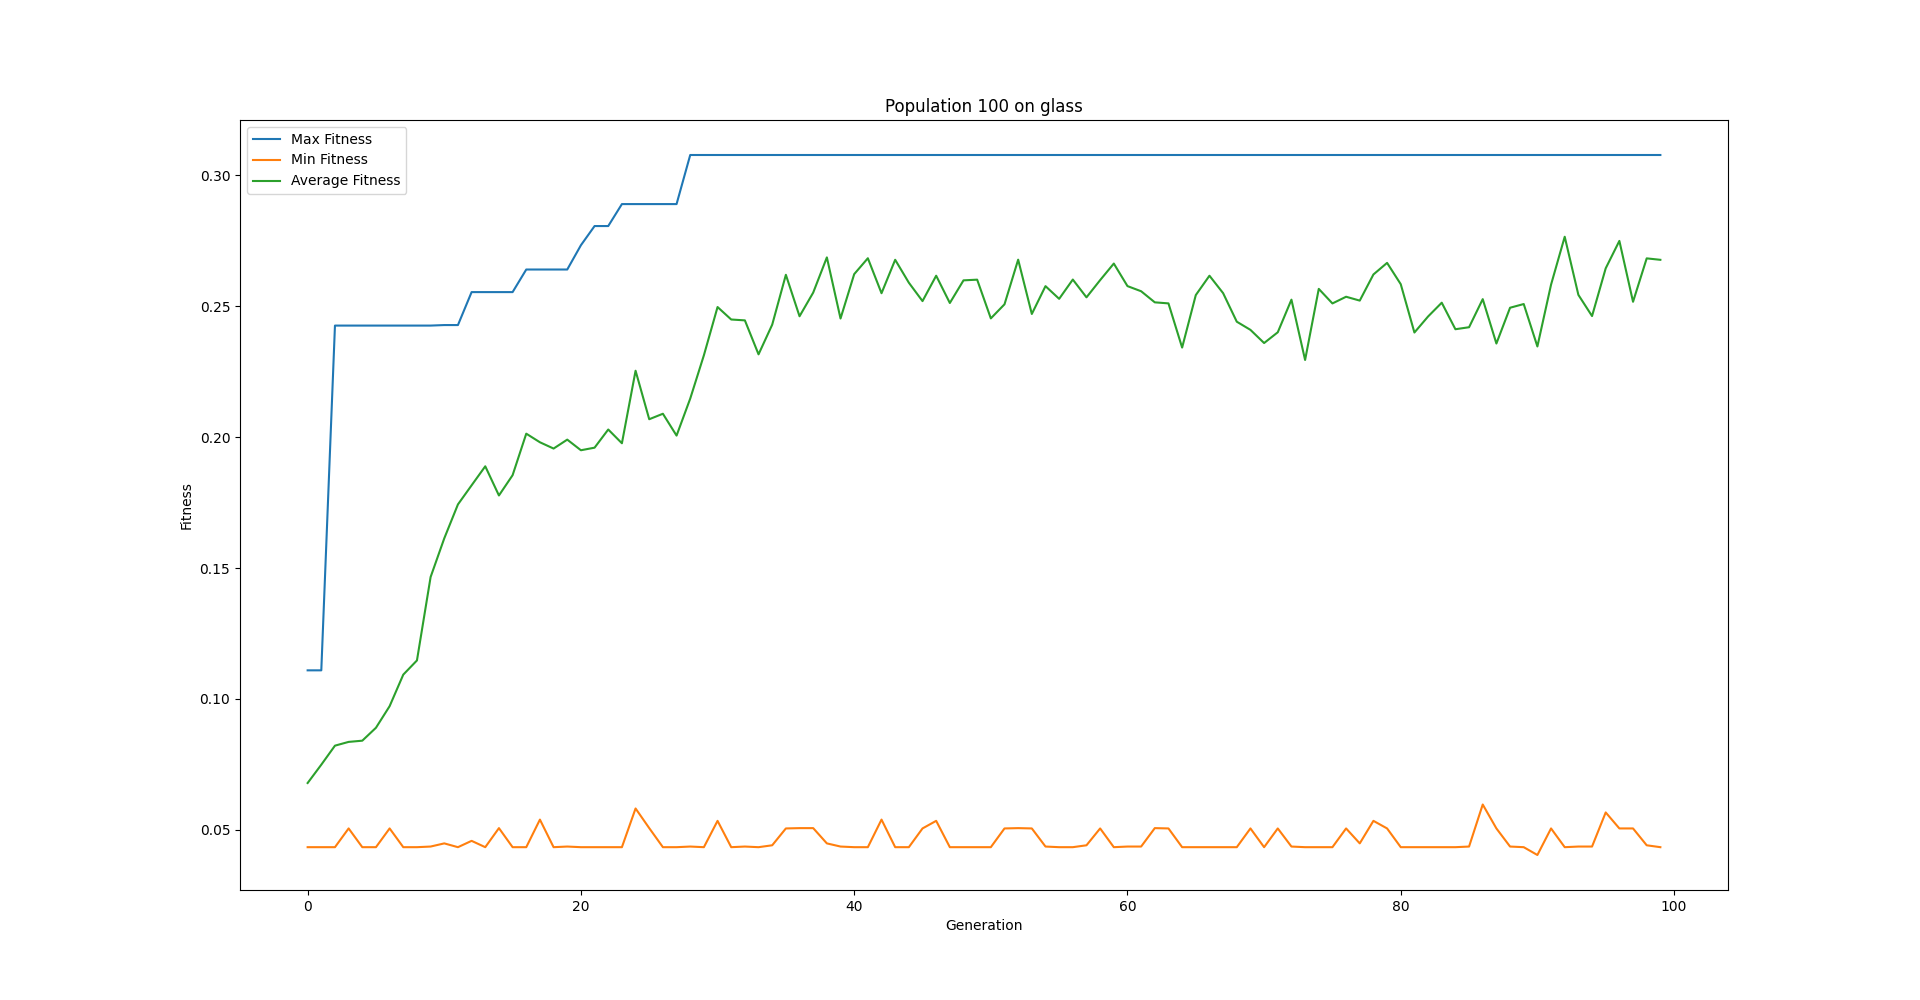 Population 100 on glass
Max Fitness
Min Fitness
Average Fitness
0.30
0.25
0.20
0.15
0.10
0.05
Fitness
0 20 40 60 80 100
Generation